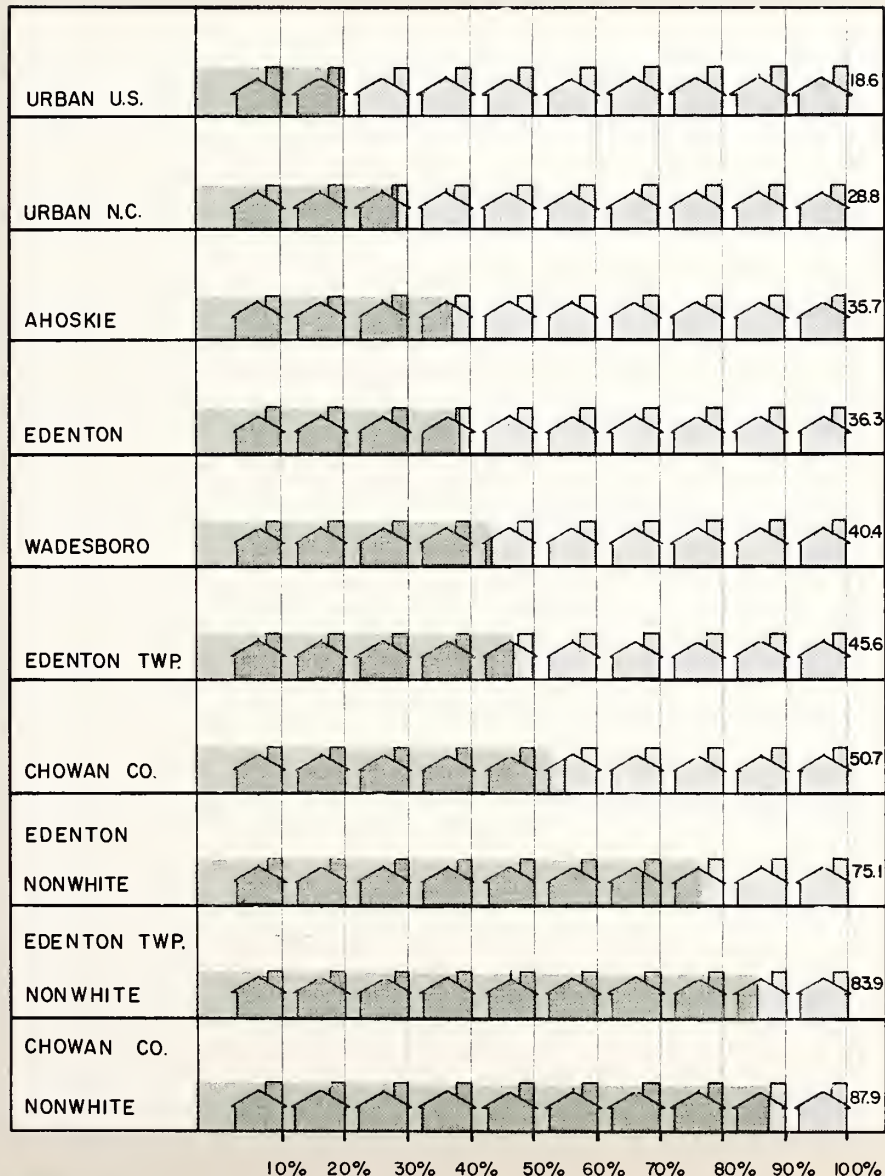 URBAN U.S. 18.6
URBAN N.C. 28.8
AHOSKIE 35.7
EDENTON 36.3
WADESBORO 40.4
EDENTON TWP. 45.6
CHOWAN CO. 50.7
EDENTON
NONWHITE 75.1
EDENTON TWP.
NONWHITE 83.9
CHOWAN CO.
NONWHITE 87.9
10% 20% 30% 40% 50% 60% 70% 80% 90% 100%